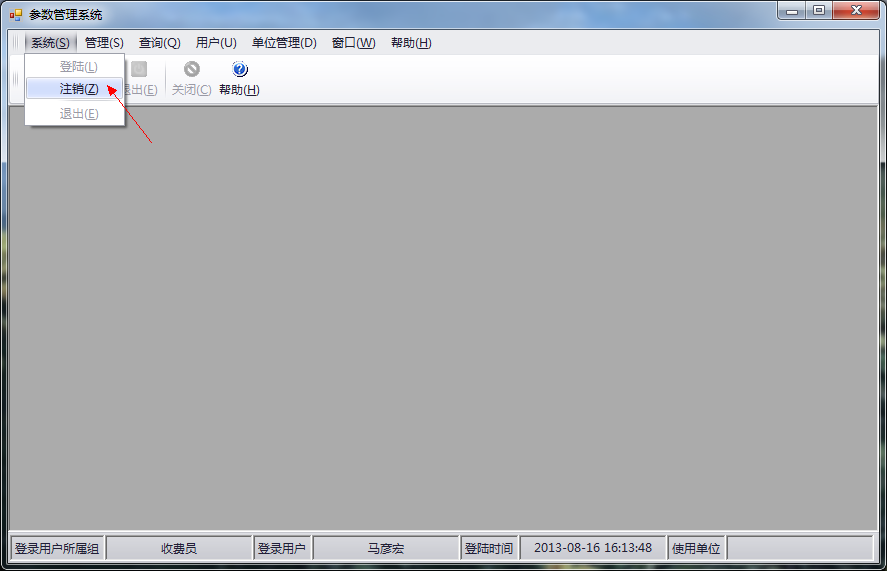 参数管理系统
系统(S) 管理(S) 查询(Q) 用户(U) 单位管理(D) 窗口(W) 帮助(H)
登陆(L)
注销(Z)
退出(E)
出(E) 关闭(C) 帮助(H)
登录用户所属组 收费员 登录用户 马彦宏 登陆时间 2013-08-16 16:13:48 使用单位